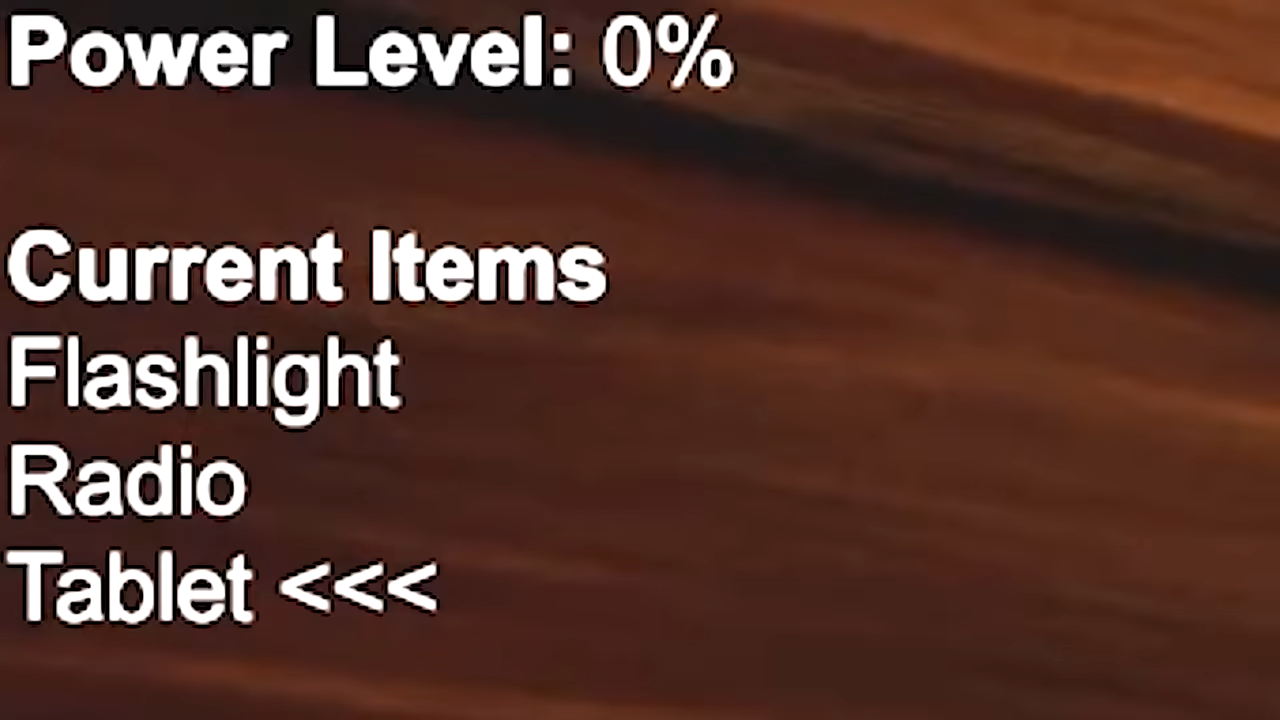 Power Level: 0%
Current Items
Flashlight
Radio
Tablet <<<